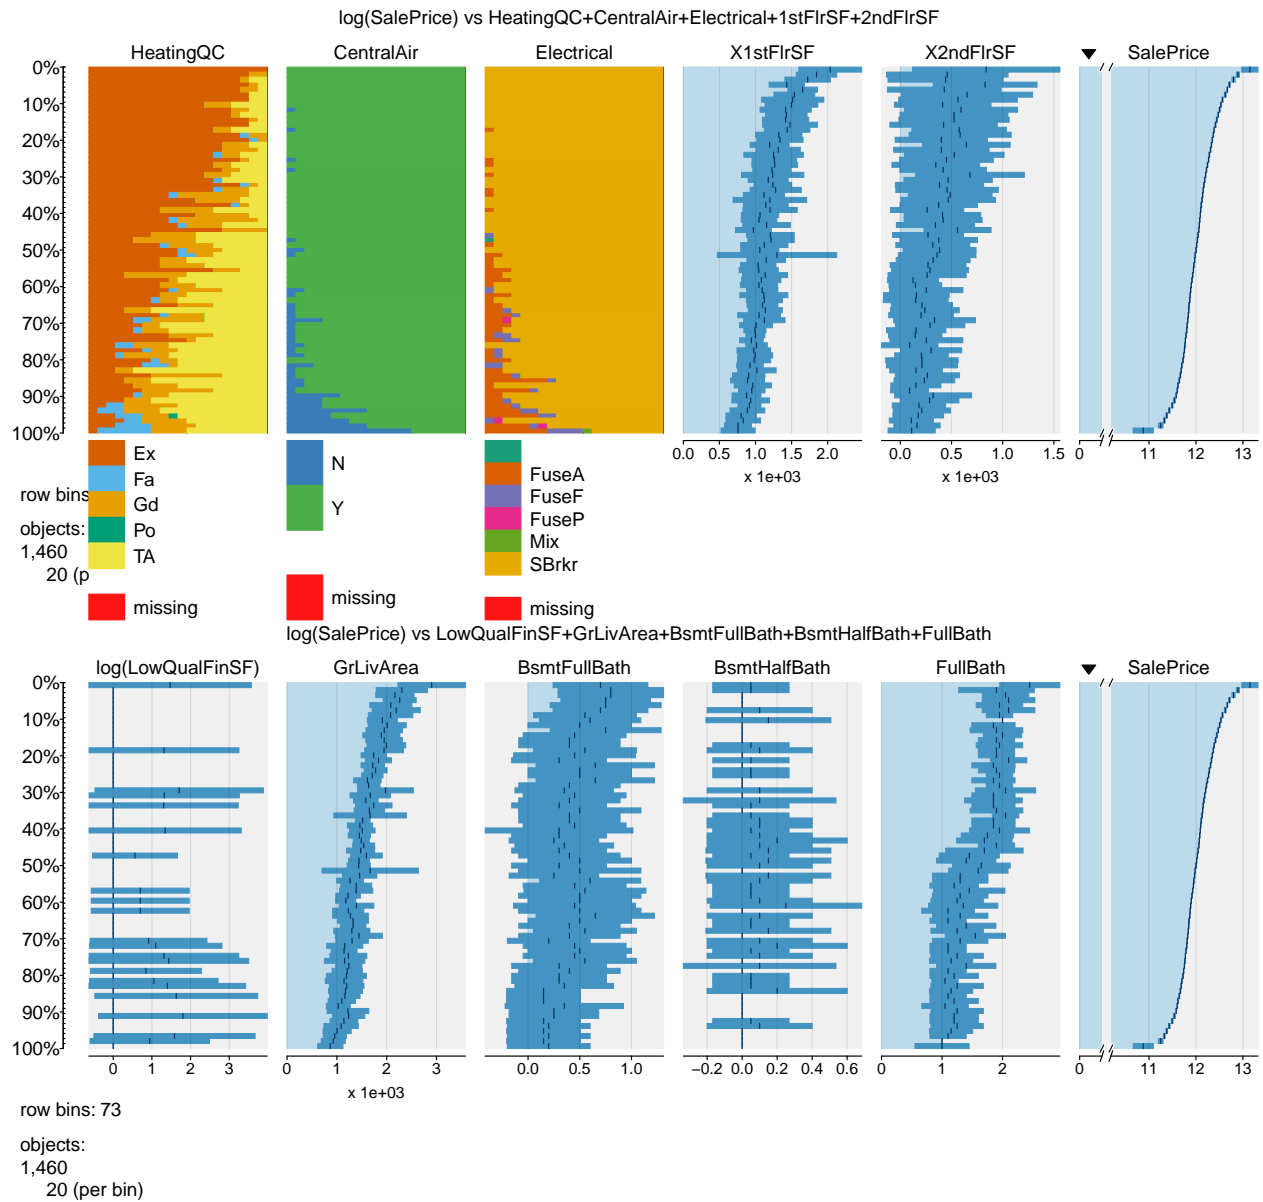 log(SalePrice) vs HeatingQC+CentralAir+Electrical+1stFlrSF+2ndFlrSF
HeatingQC CentralAir Electrical X1stFlrSF X2ndFlrSF SalePrice
0%
10%
20%
30%
40%
50%
60%
70%
80%
90%
100%
0.0 0.5 1.0 1.5 2.0 0.0 0.5 1.0 1.5 11 12 13
x 1e+03 x 1e+03
Ex
Fa
Gd
Po
TA
missing
N
Y
missing
FuseA
FuseF
FuseP
Mix
SBrkr
missing
row bins
objects:
1,460
20 (p
log(SalePrice) vs LowQualFinSF+GrLivArea+BsmtFullBath+BsmtHalfBath+FullBath
log(LowQualFinSF) GrLivArea BsmtFullBath BsmtHalfBath FullBath SalePrice
0%
10%
20%
30%
40%
50%
60%
70%
80%
90%
100%
0 1 2 3 0 1 2 3 0.0 0.5 1.0 −0.2 0.0 0.2 0.4 0.6 0 1 2 11 12 13
x 1e+03
row bins: 73
objects:
1,460
20 (per bin)